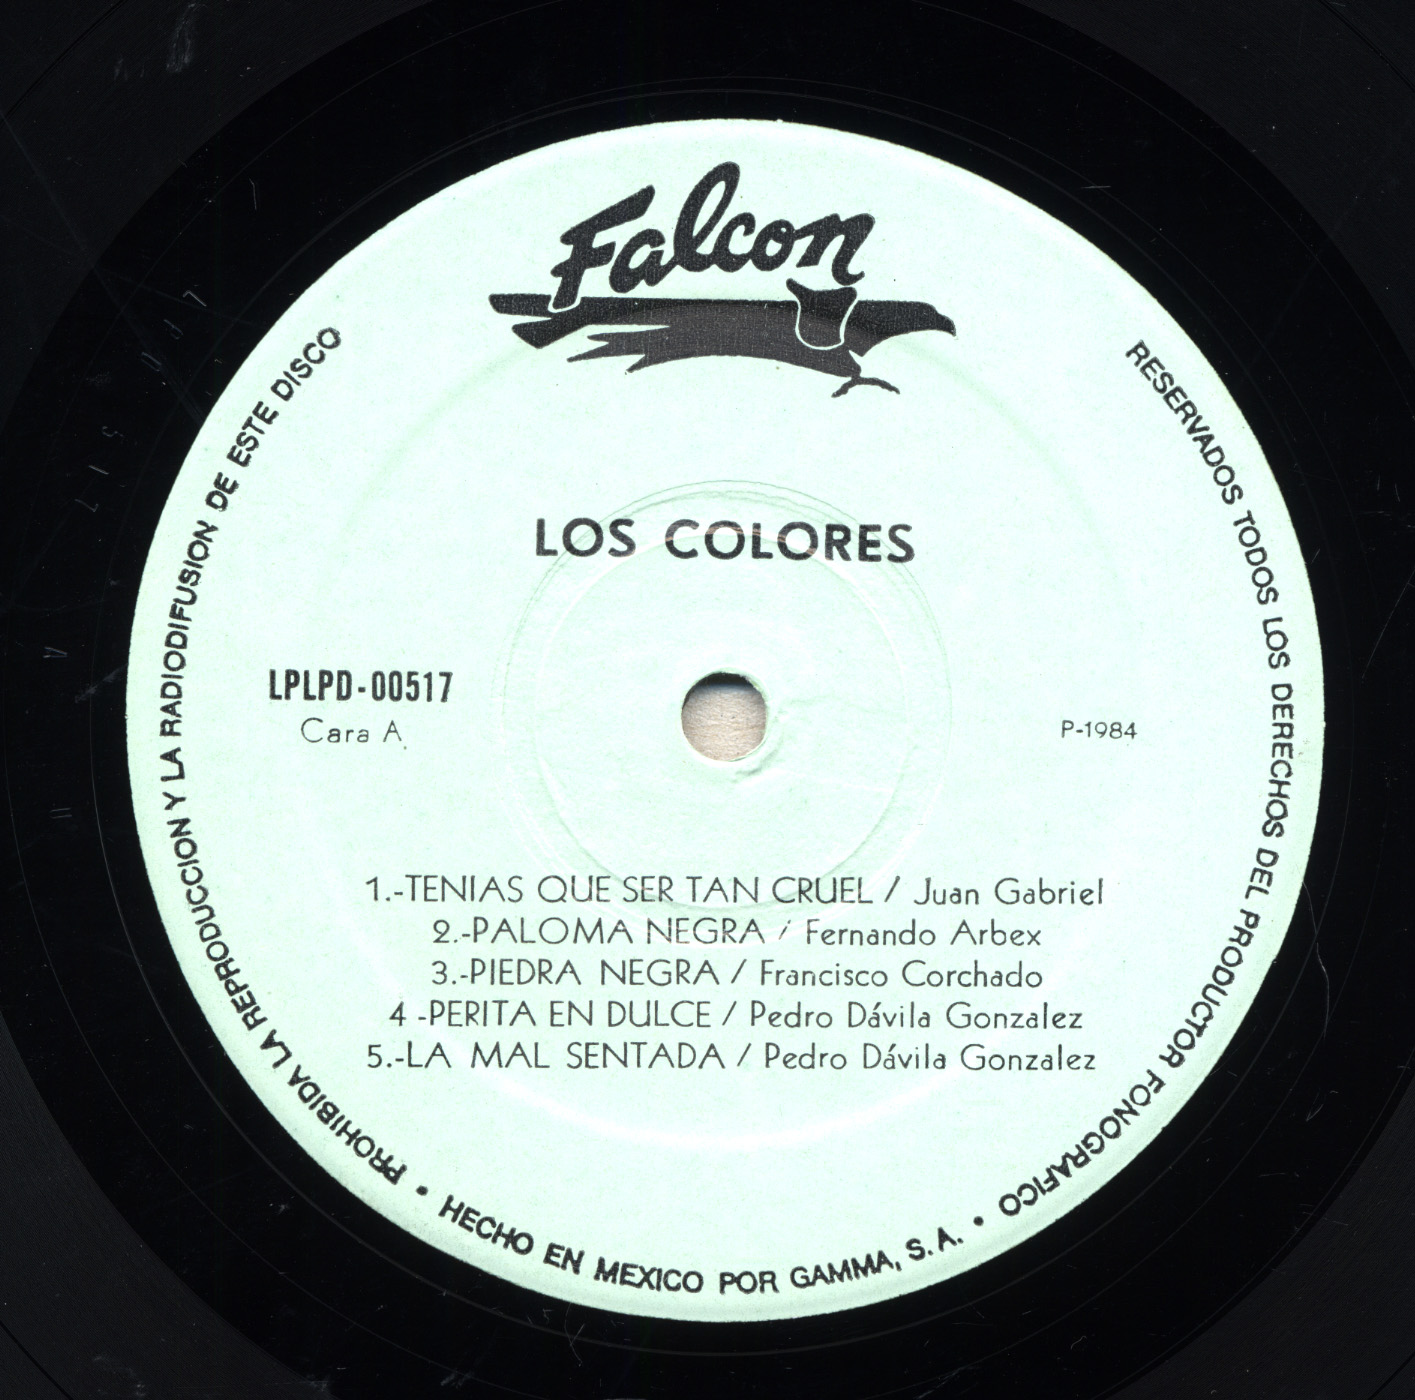 Falcon
LOS COLORES
LPLPD-00517
Cara A
P-1984
1.-TENIAS QUE SER TAN CRUEL / Juan Gabriel
2.-PALOMA NEGRA / Fernando Arbex
3.-PIEDRA NEGRA / Francisco Corchado
4 -PERITA EN DULCE / Pedro Dávila Gonzalez
5.-LA MAL SENTADA / Pedro Dávila Gonzalez
RESERVADOS TODOS LOS DERECHOS DEL PRODUCTOR FONOGRAFICO • HECHO EN MEXICO POR GAMMA, S.A. • PROHIBIDA LA REPRODUCCION Y LA RADIODIFUSION DE ESTE DISCO